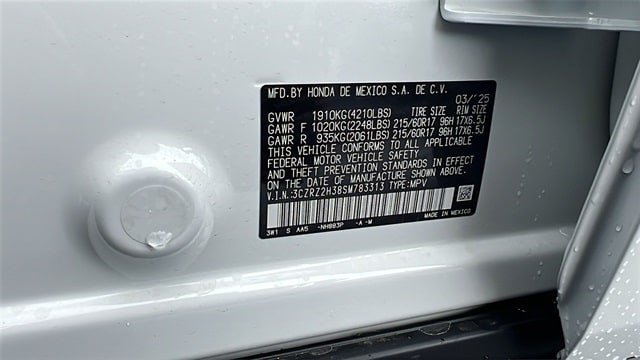 MFD.BY HONDA DE MEXICO S.A. DE C.V.
03/'25
GVWR 1910KG(4210LBS) TIRE SIZE RIM SIZE
GAWR F 1020KG(2248LBS) 215/60R17 96H 17X6.5J
GAWR R 935KG(2061LBS) 215/60R17 96H 17X6.5J
THIS VEHICLE CONFORMS TO ALL APPLICABLE
FEDERAL MOTOR VEHICLE SAFETY
STANDARDS IN EFFECT ON THE DATE OF
MANUFACTURE SHOWN ABOVE.
V.I.N.:3CZRZ2H38SM783313 TYPE:MPV
3W1 S AA5 -NH883P -A -M MADE IN MEXICO